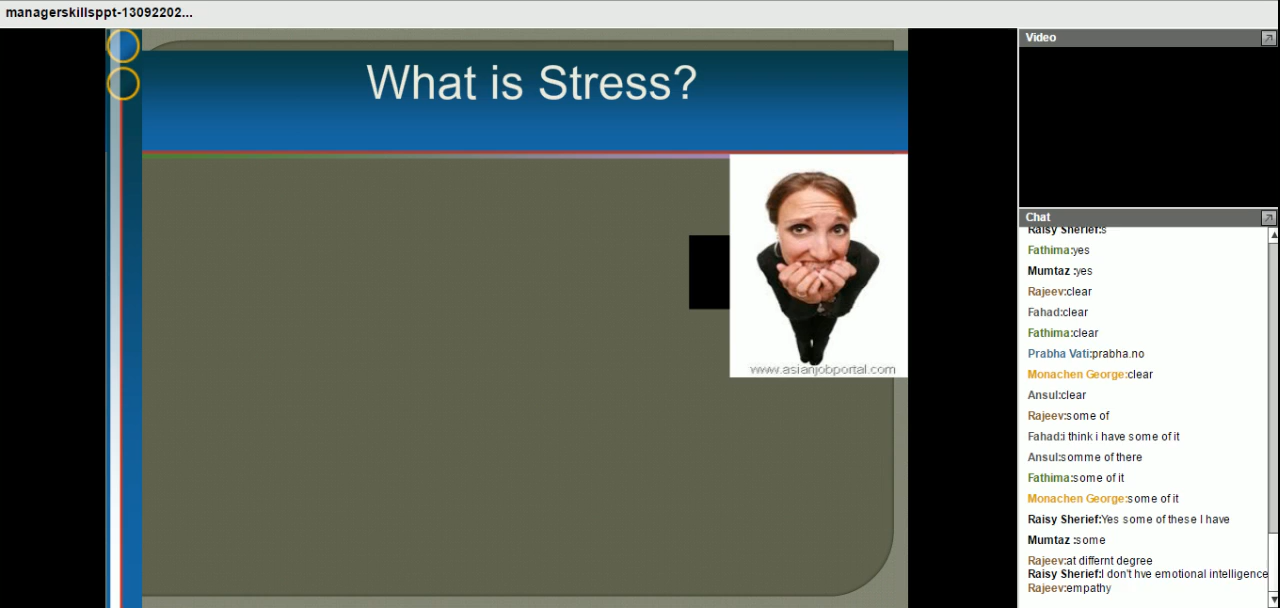 managerskillsppt-13092202...
What is Stress?
www.asianjobportal.com
Video
Chat
Raisy Sherief:s
Fathima:yes
Mumtaz :yes
Rajeev:clear
Fahad:clear
Fathima:clear
Prabha Vati:prabha.no
Monachen George:clear
Ansul:clear
Rajeev:some of
Fahad:i think i have some of it
Ansul:somme of there
Fathima:some of it
Monachen George:some of it
Raisy Sherief:Yes some of these I have
Mumtaz :some
Rajeev:at differnt degree
Raisy Sherief:I don't hve emotional intelligence
Rajeev:empathy